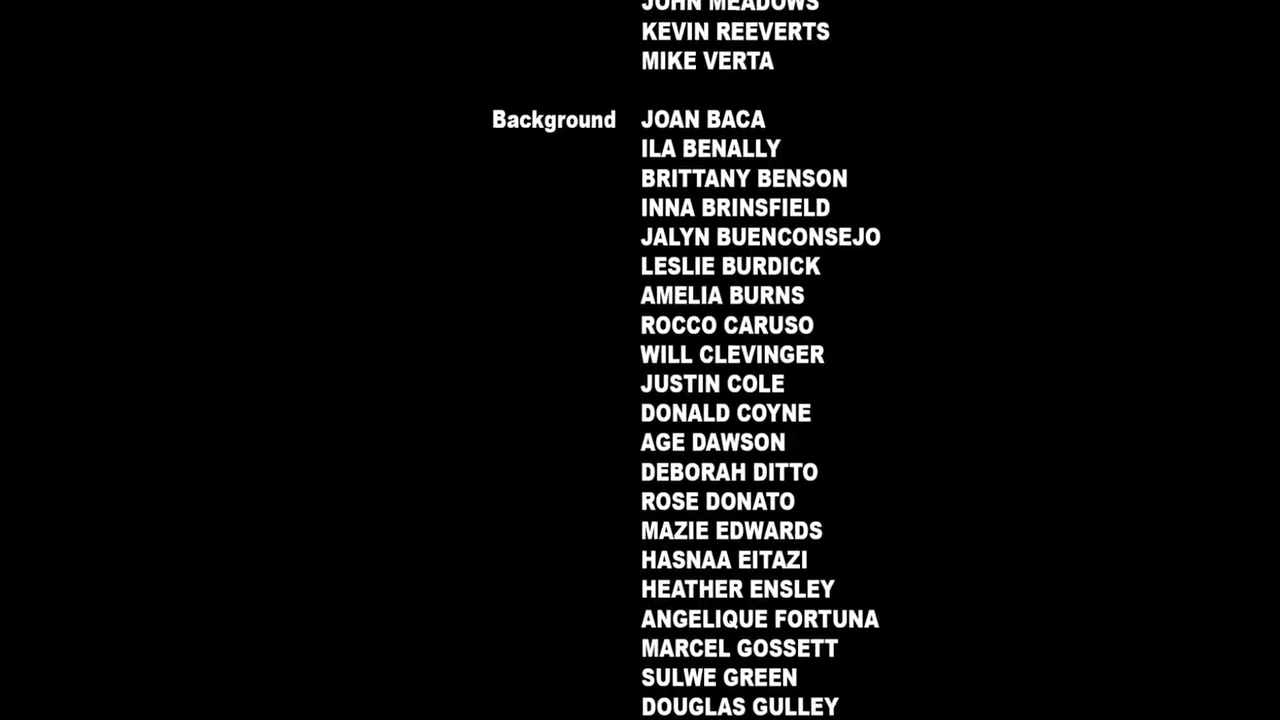 JOHN MEADOWS
KEVIN REEVERTS
MIKE VERTA
Background JOAN BACA
ILA BENALLY
BRITTANY BENSON
INNA BRINSFIELD
JALYN BUENCONSEJO
LESLIE BURDICK
AMELIA BURNS
ROCCO CARUSO
WILL CLEVINGER
JUSTIN COLE
DONALD COYNE
AGE DAWSON
DEBORAH DITTO
ROSE DONATO
MAZIE EDWARDS
HASNAA EITAZI
HEATHER ENSLEY
ANGELIQUE FORTUNA
MARCEL GOSSETT
SULWE GREEN
DOUGLAS GULLEY